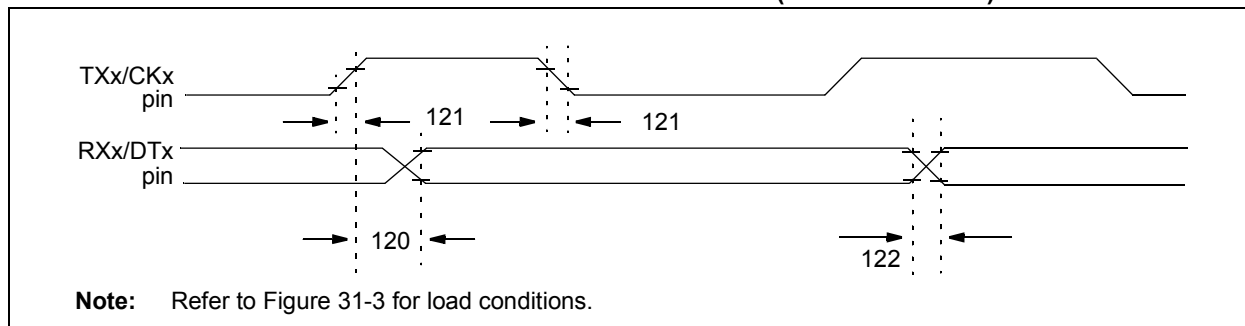 TXx/CKx
pin
121
121
RXx/DTx
pin
120
122
Note: Refer to Figure 31-3 for load conditions.